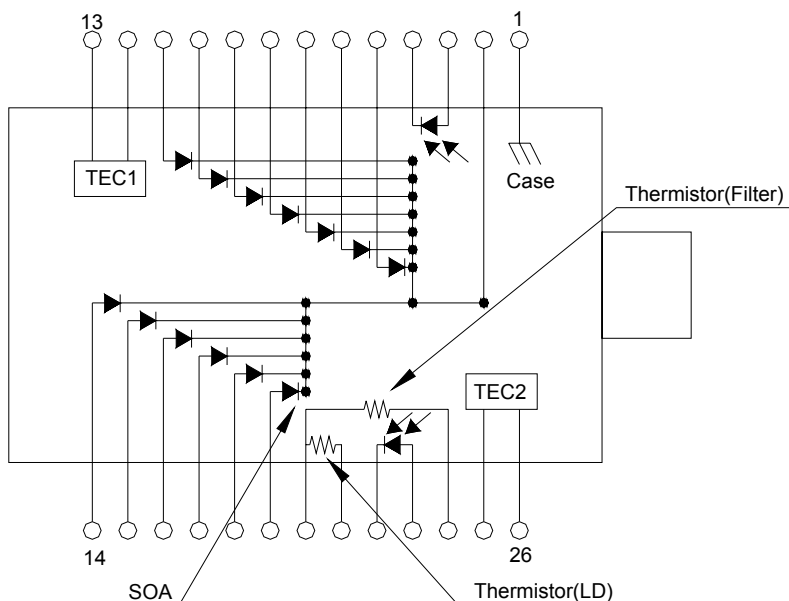 13
1
TEC1
Case
Thermistor(Filter)
TEC2
14
26
SOA
Thermistor(LD)